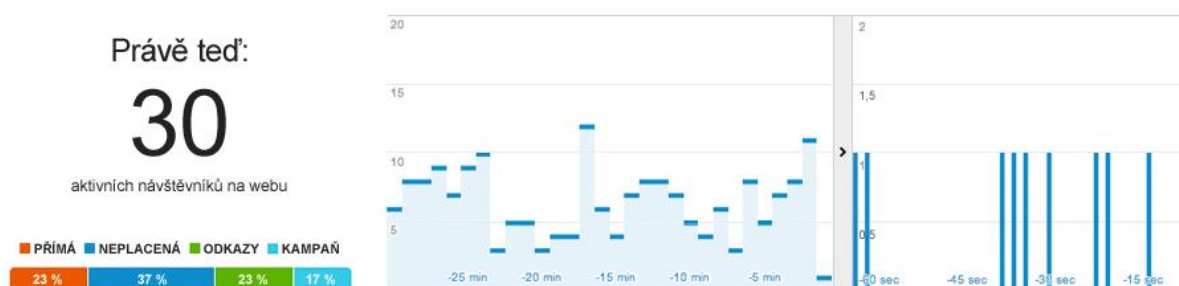 Právě teď:
30
aktivních návštěvníků na webu
PŘÍMÁ NEPLACENÁ ODKAZY KAMPAŇ
23 % 37 % 23 % 17 %
20
15
10
5
-25 min -20 min -15 min -10 min -5 min
2
1,5
1
0,5
-60 sec -45 sec -30 sec -15 sec